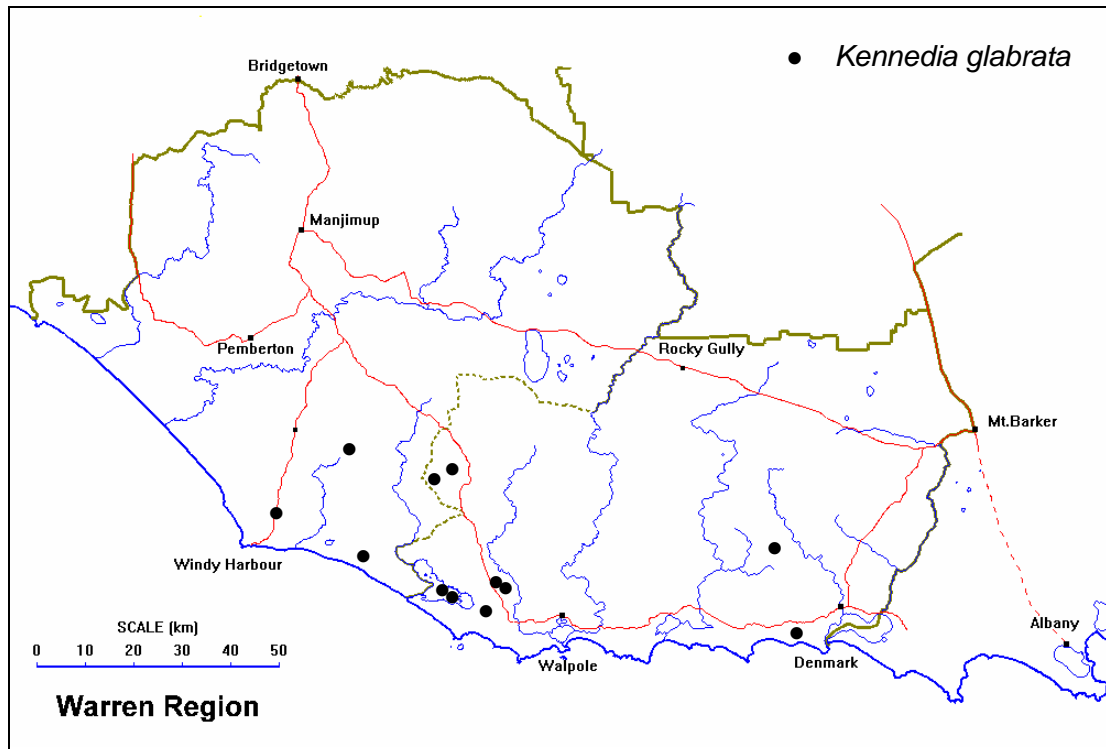 Kennedia glabrata
Bridgetown
Manjimup
Pemberton
Rocky Gully
Mt.Barker
Windy Harbour
SCALE (km)
0 10 20 30 40 50
Walpole
Denmark
Albany
Warren Region